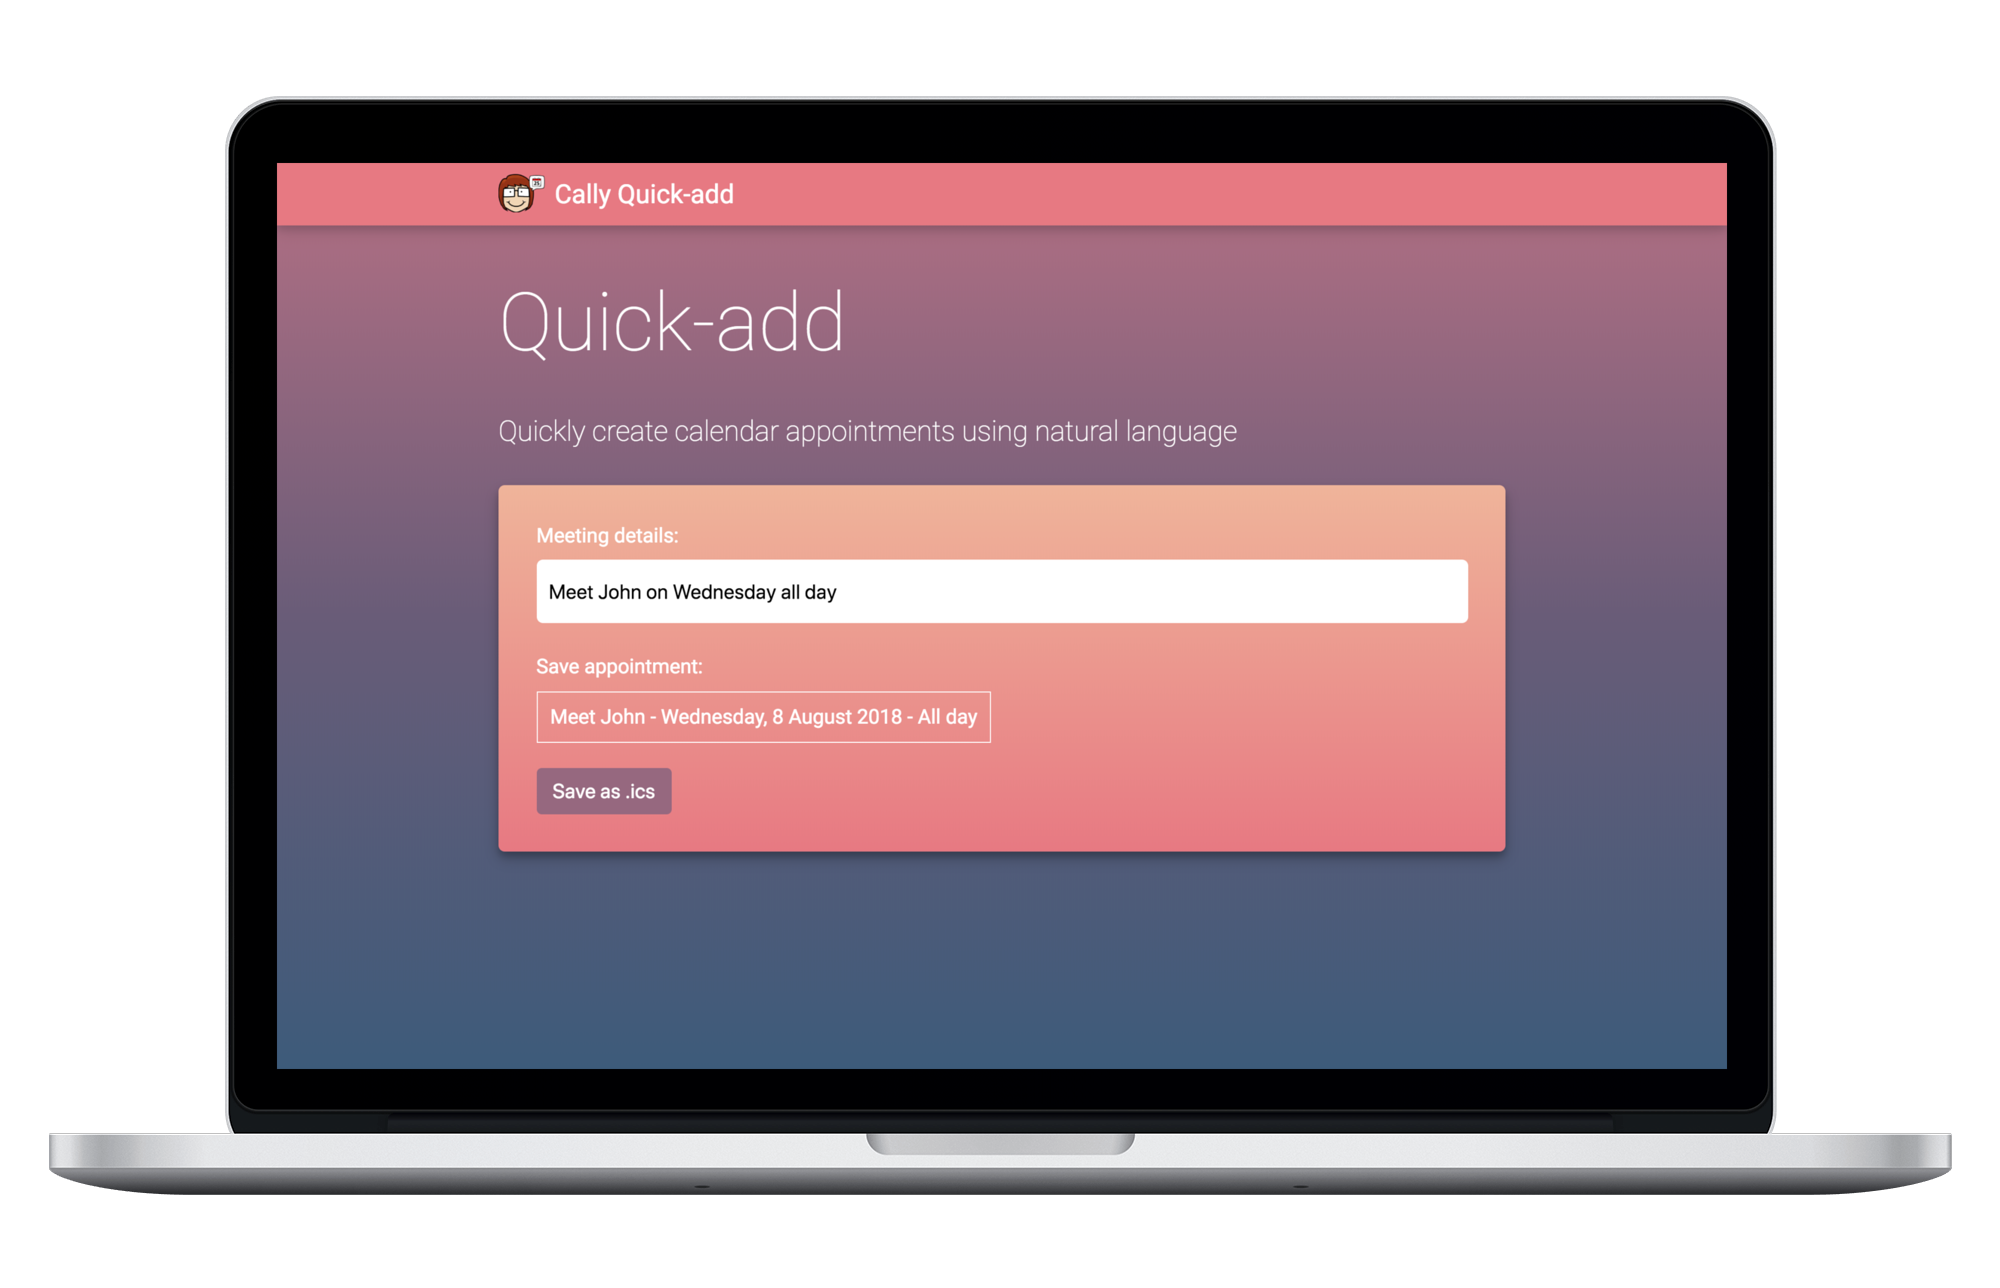 Cally Quick-add
Quick-add
Quickly create calendar appointments using natural language
Meeting details:
Meet John on Wednesday all day
Save appointment:
Meet John - Wednesday, 8 August 2018 - All day
Save as .ics